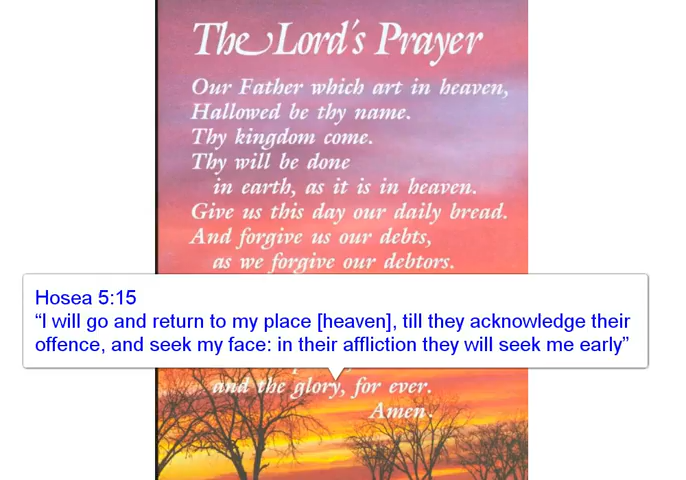 The Lord's Prayer
Our Father which art in heaven,
Hallowed be thy name.
Thy kingdom come.
Thy will be done
in earth, as it is in heaven.
Give us this day our daily bread.
And forgive us our debts,
as we forgive our debtors.
Hosea 5:15
“I will go and return to my place [heaven], till they acknowledge their
offence, and seek my face: in their affliction they will seek me early”
and the glory, for ever.
Amen.